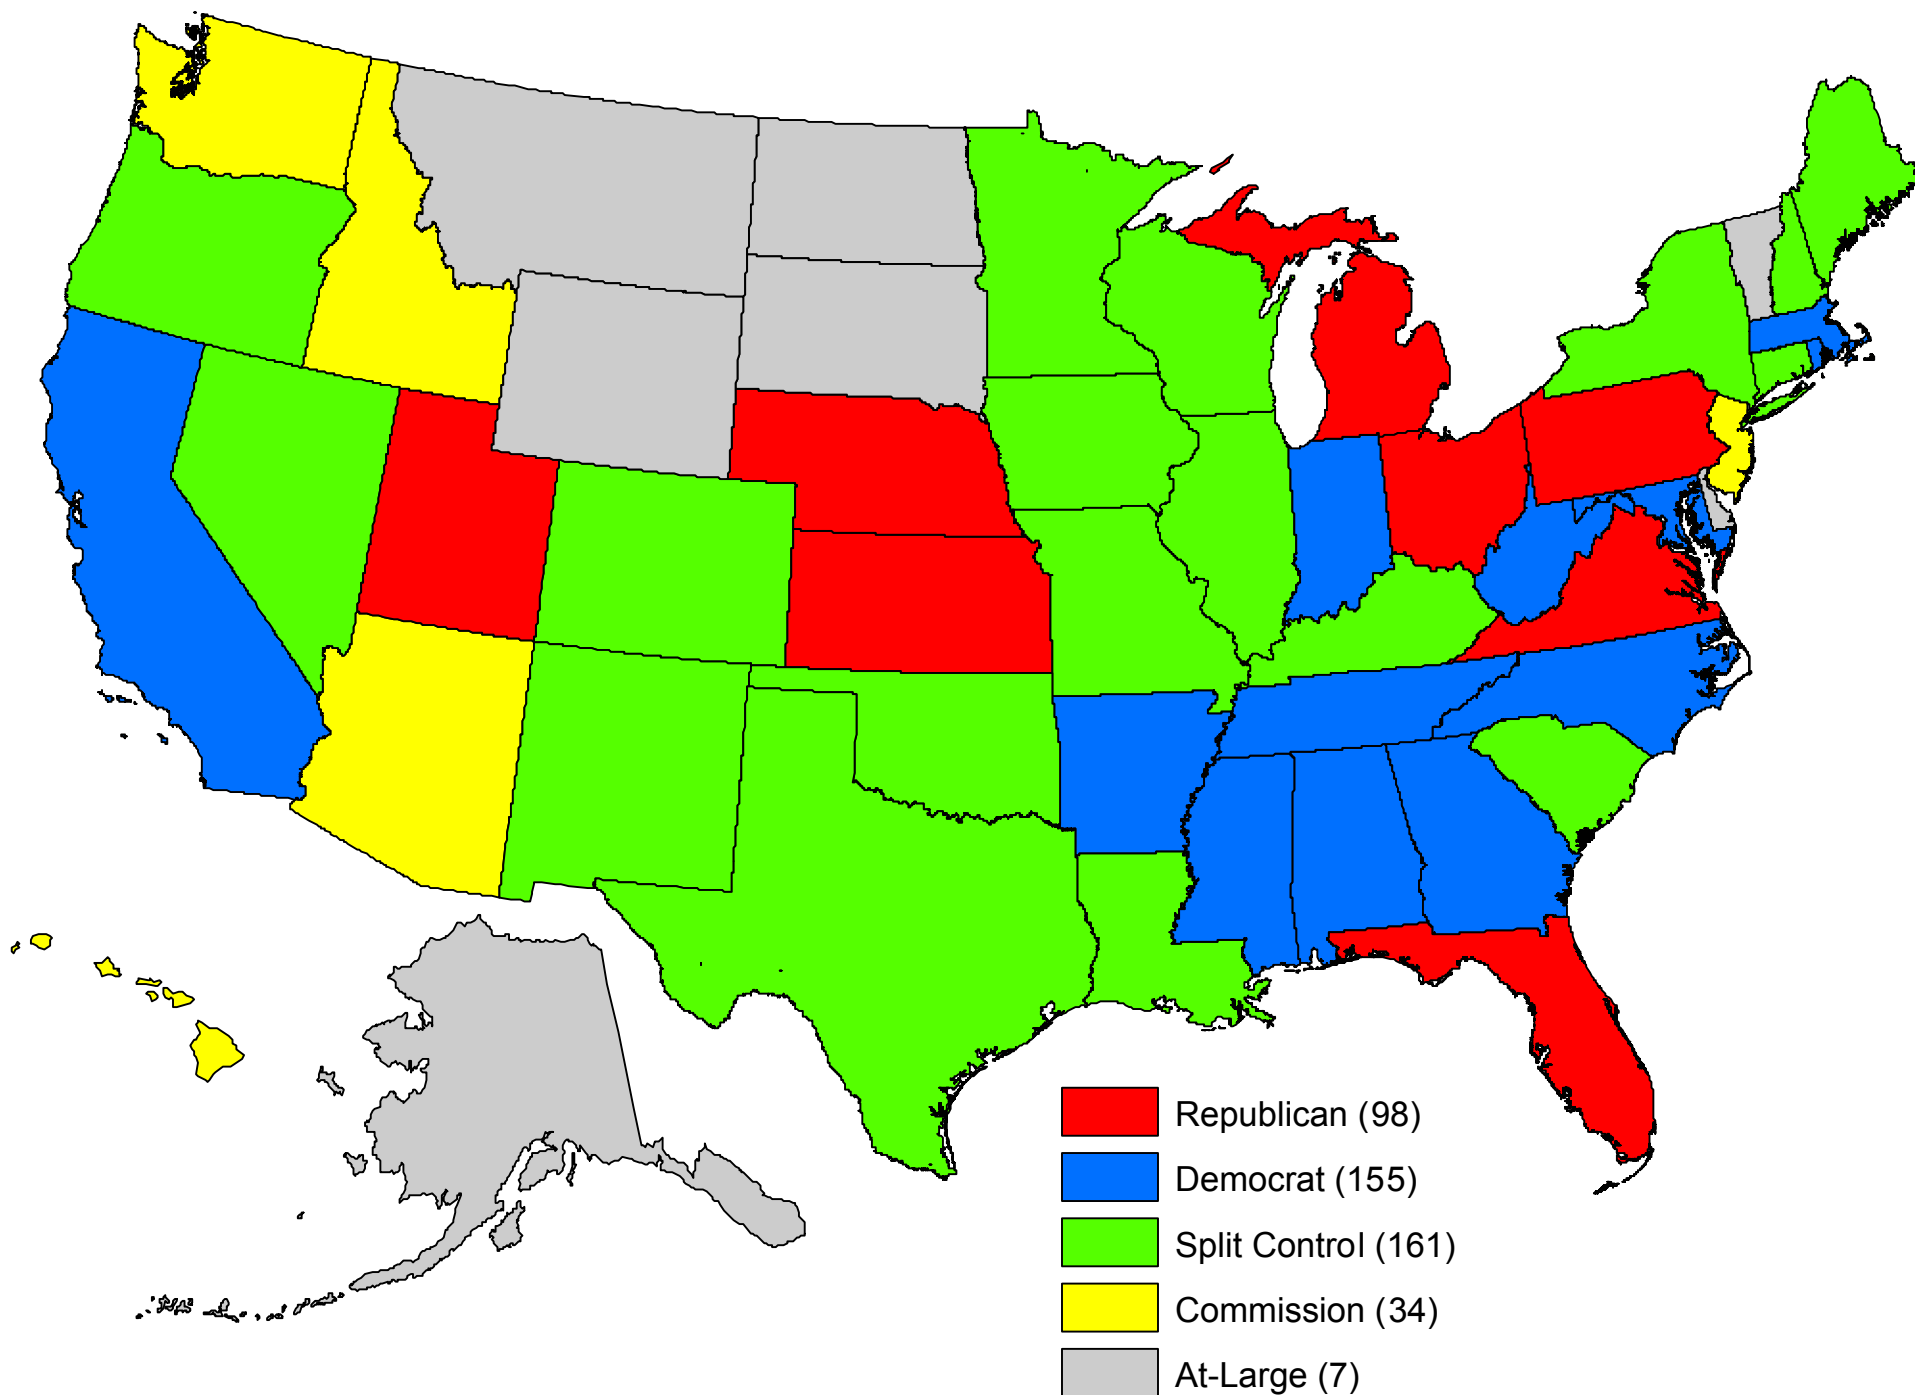 Republican (98)
Democrat (155)
Split Control (161)
Commission (34)
At-Large (7)